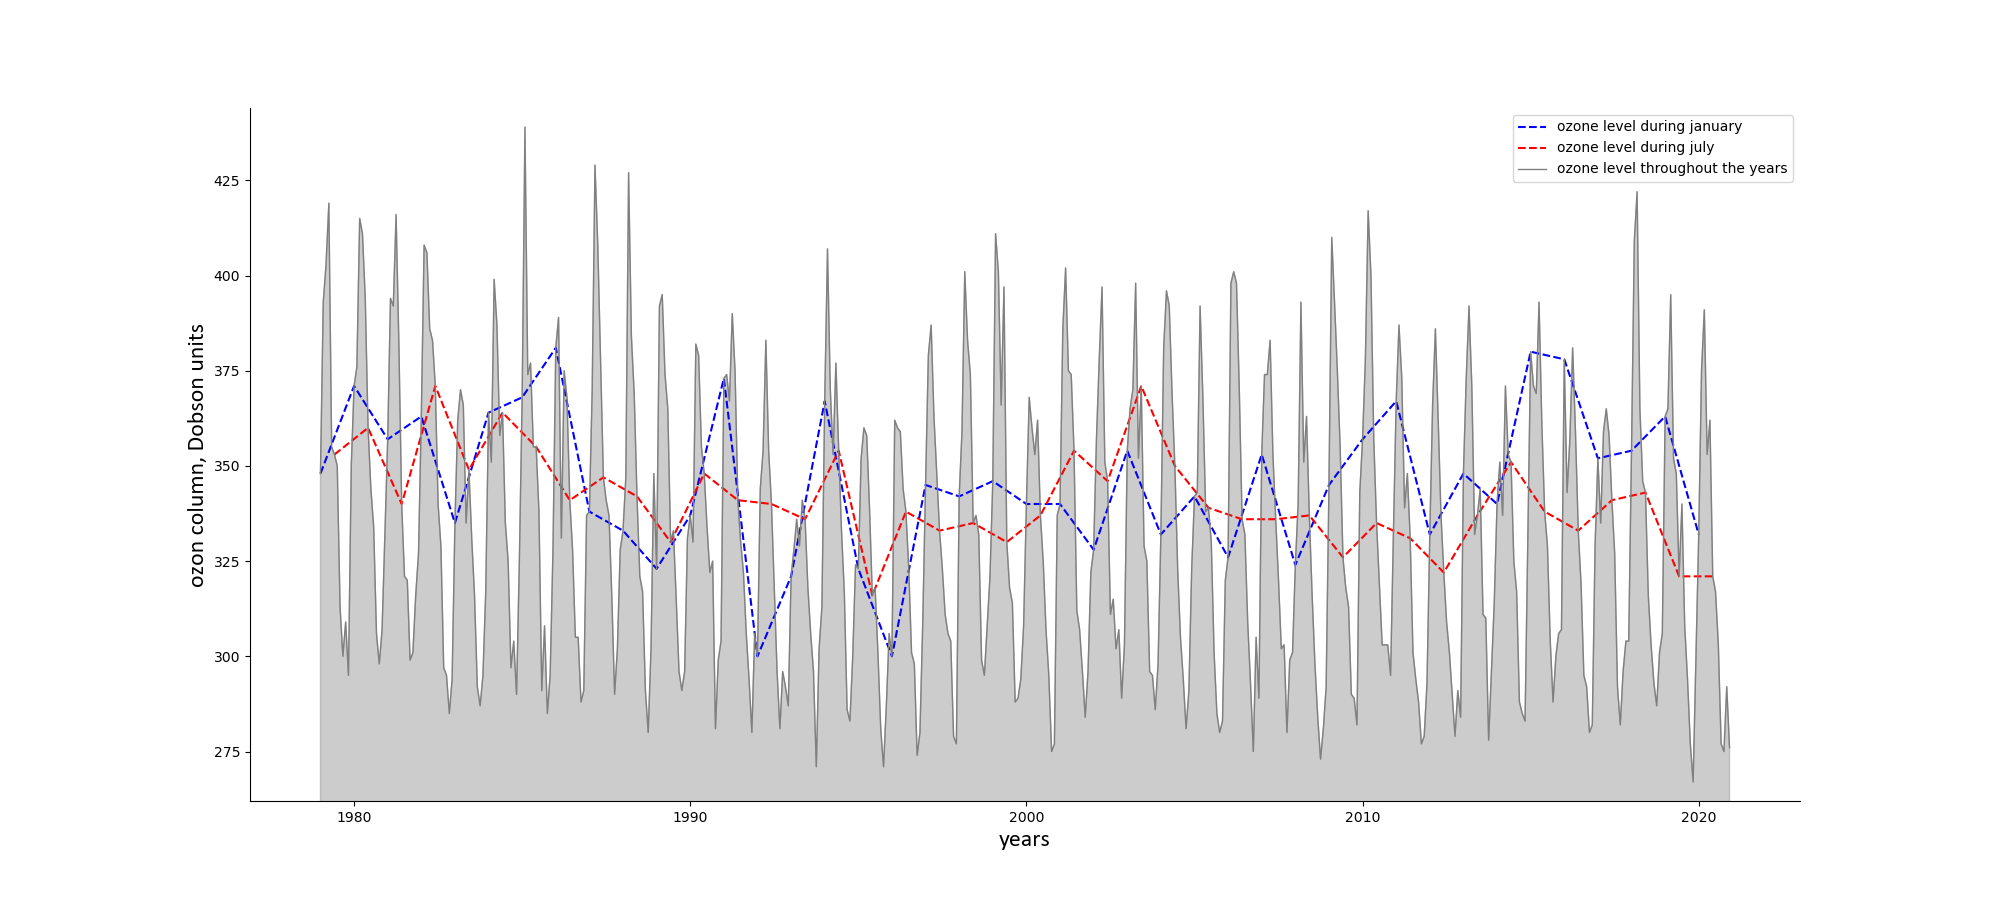 ozone level during january
ozone level during july
ozone level throughout the years
ozon column, Dobson units
425
400
375
350
325
300
275
1980 1990 2000 2010 2020
years